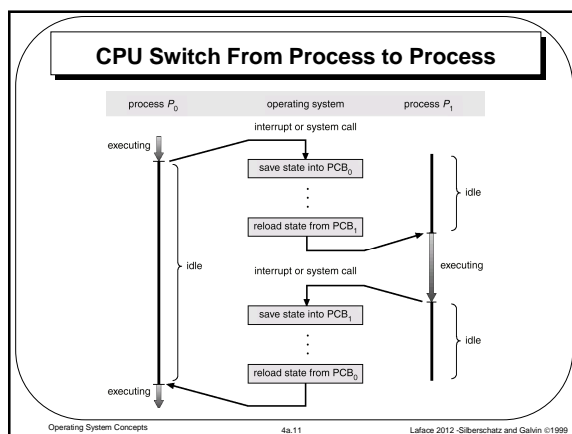 CPU Switch From Process to Process
process P0 operating system process P1
interrupt or system call
executing
save state into PCB0
idle
reload state from PCB1
idle
executing
interrupt or system call
save state into PCB1
idle
reload state from PCB0
executing
Operating System Concepts 4a.11 Laface 2012 -Silberschatz and Galvin ©1999